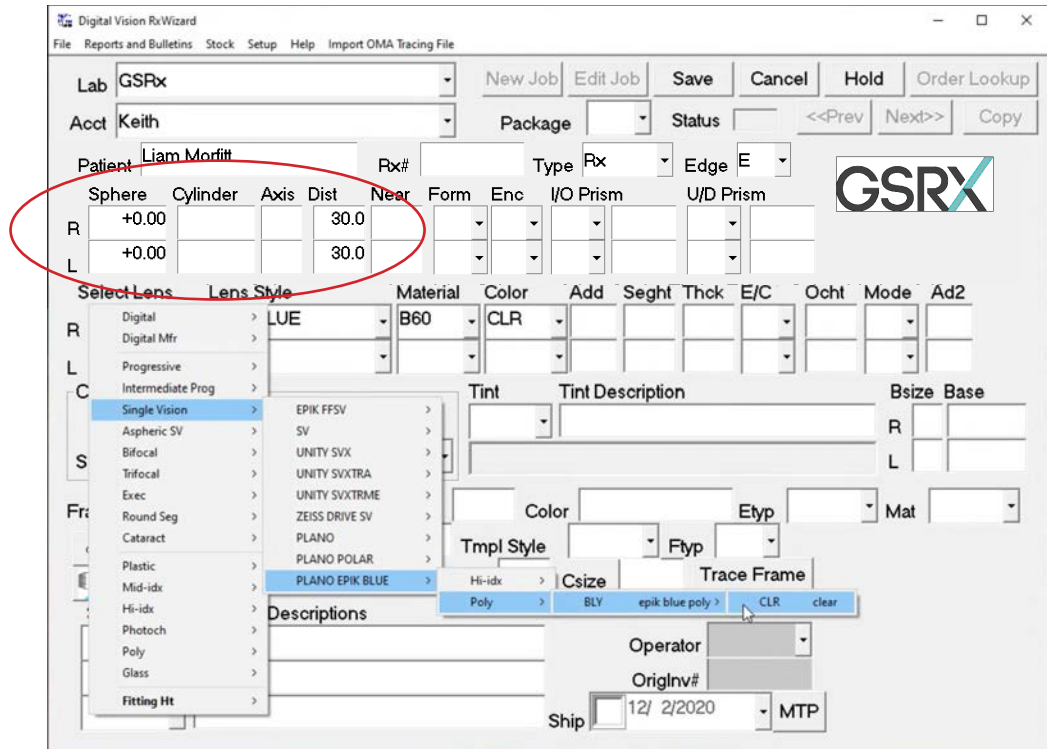 Digital Vision RxWizard
File Reports and Bulletins Stock Setup Help Import OMA Tracing File
Lab GSRx New Job Edit Job Save Cancel Hold Order Lookup
Acct Keith Package Status <<Prev Next>> Copy
Patient Liam Morfitt Rx# Type Rx Edge E
GSRX
Sphere Cylinder Axis Dist Near Form Enc I/O Prism U/D Prism
R +0.00 30.0
L +0.00 30.0
Select Lens Lens Style Material Color Add Seght Thck E/C Ocht Mode Ad2
R LUE B60 CLR
L
Digital
Digital Mfr
Progressive
Intermediate Prog
Single Vision
Aspheric SV
Bifocal
Trifocal
Exec
Round Seg
Cataract
Plastic
Mid-idx
Hi-idx
Photoch
Poly
Glass
Fitting Ht
EPIK FFSV
SV
UNITY SVX
UNITY SVXTRA
UNITY SVXTRME
ZEISS DRIVE SV
PLANO
PLANO POLAR
PLANO EPIK BLUE
Hi-idx
Poly BLY epik blue poly CLR clear
C Tint Tint Description Bsize Base
R
S L
Fra Color Etyp Mat
Tmpl Style Ftyp
Csize Trace Frame
Descriptions
Operator
OrigInv#
Ship 12/ 2/2020 MTP